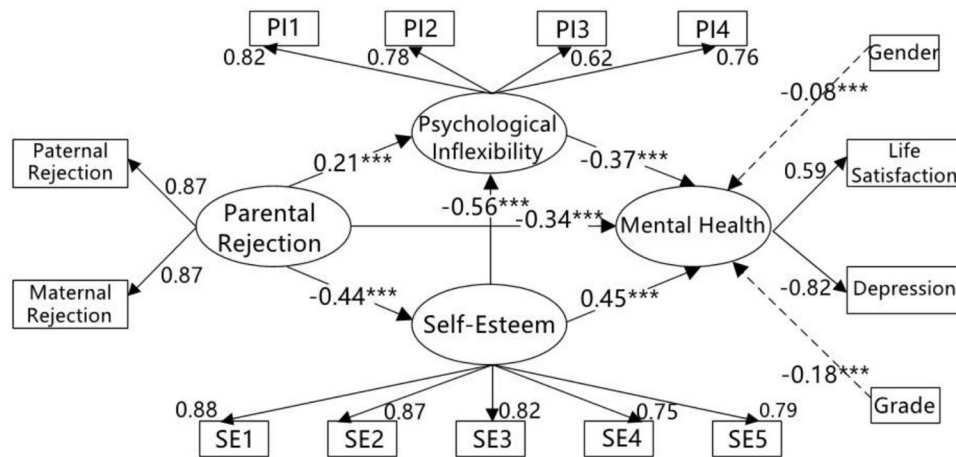 PI1
PI2
PI3
PI4
Gender
0.82
0.78
0.62
0.76
-0.08***
Psychological
Inflexibility
Paternal
Rejection
0.21***
-0.37***
0.59
Life
Satisfaction
0.87
Parental
Rejection
-0.56***
-0.34***
Mental Health
0.87
Maternal
Rejection
-0.44***
Self-Esteem
0.45***
-0.82
Depression
-0.18***
Grade
0.88
0.87
0.82
0.75
0.79
SE1
SE2
SE3
SE4
SE5